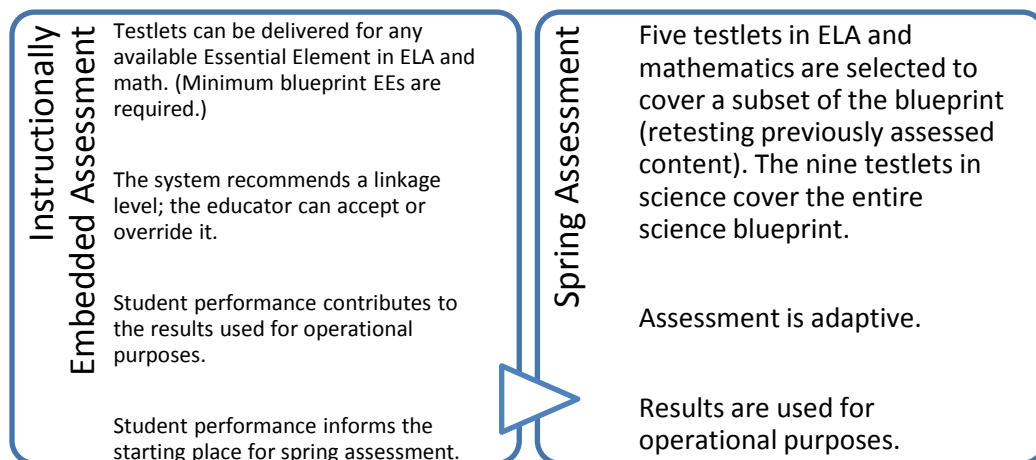 Instructionally
Embedded Assessment
Testlets can be delivered for any
available Essential Element in ELA and
math. (Minimum blueprint EEs are
required.)
The system recommends a linkage
level; the educator can accept or
override it.
Student performance contributes to
the results used for operational
purposes.
Student performance informs the
starting place for spring assessment.
Spring Assessment
Five testlets in ELA and
mathematics are selected to
cover a subset of the blueprint
(retesting previously assessed
content). The nine testlets in
science cover the entire
science blueprint.
Assessment is adaptive.
Results are used for
operational purposes.